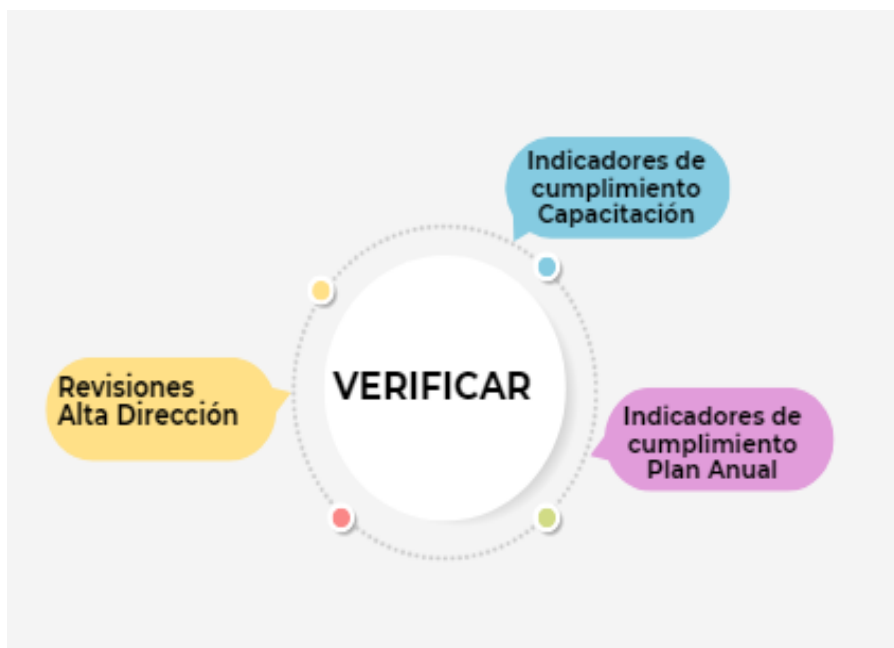 Indicadores de
cumplimiento
Capacitación
VERIFICAR
Revisiones
Alta Dirección
Indicadores de
cumplimiento
Plan Anual